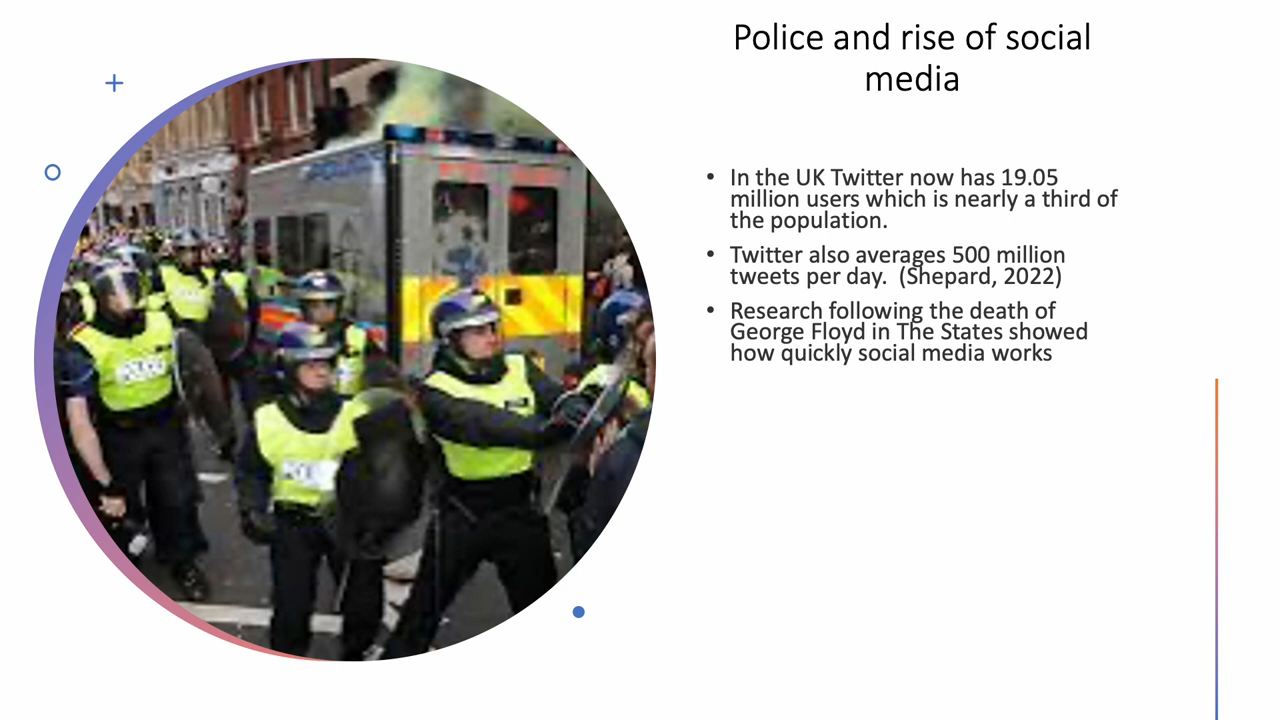 Police and rise of social
media
• In the UK Twitter now has 19.05
million users which is nearly a third of
the population.
• Twitter also averages 500 million
tweets per day.  (Shepard, 2022)
• Research following the death of
George Floyd in The States showed
how quickly social media works